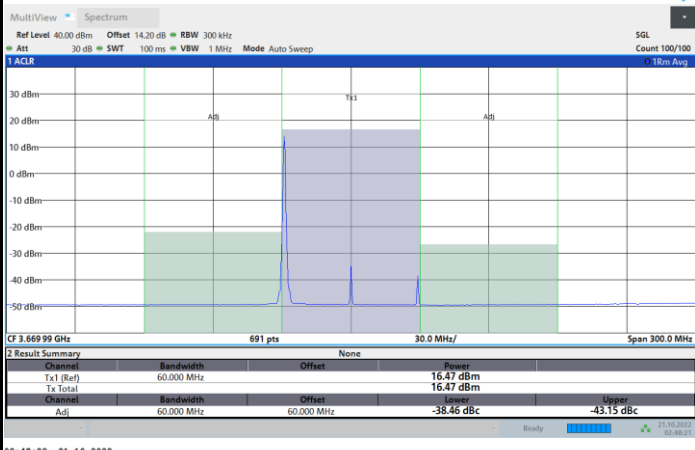 MultiView Spectrum
Ref Level 40.00 dBm Offset 14.20 dB RBW 300 kHz SGL
Att 30 dB SWT 100 ms VBW 1 MHz Mode Auto Sweep Count 100/100
1 ACLR 1Rm Avg
30 dBm
Tx1
20 dBm
Adj Adj
10 dBm
0 dBm
-10 dBm
-20 dBm
-30 dBm
-40 dBm
-50 dBm
CF 3.669 99 GHz 691 pts 30.0 MHz/ Span 300.0 MHz
2 Result Summary None
Channel Bandwidth Offset Power
Tx1 (Ref) 60.000 MHz 16.47 dBm
Tx Total 16.47 dBm
Channel Bandwidth Offset Lower Upper
Adj 60.000 MHz 60.000 MHz -38.46 dBc -43.15 dBc
Ready 21.10.2022
02:48:21